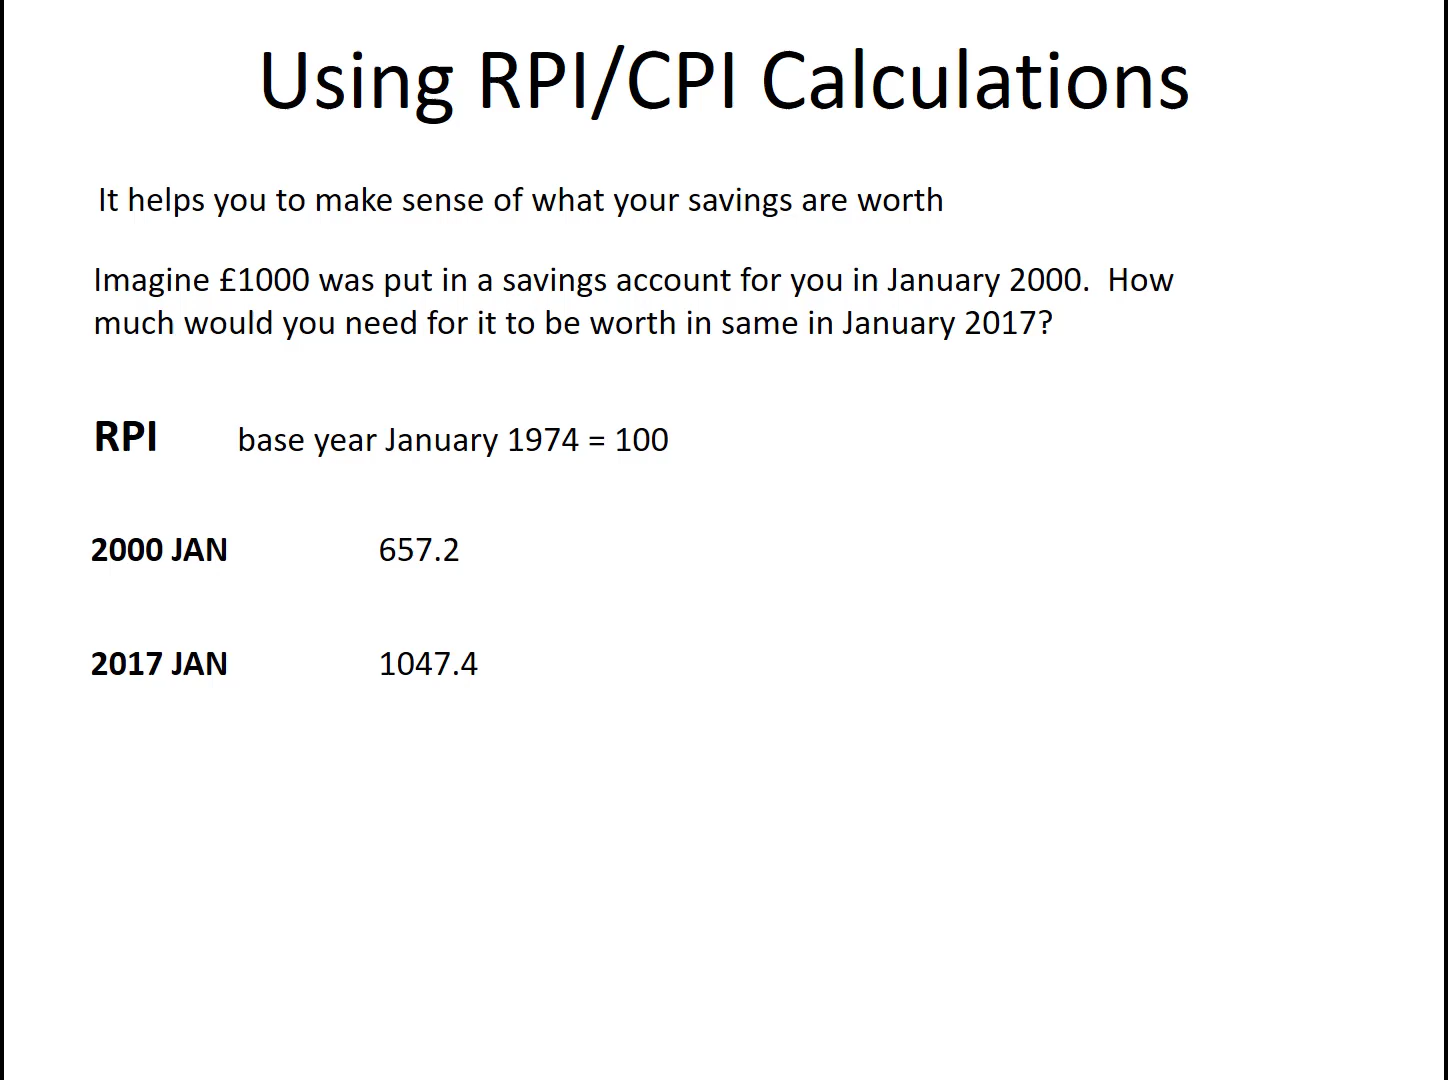 Using RPI/CPI Calculations
It helps you to make sense of what your savings are worth
Imagine £1000 was put in a savings account for you in January 2000.  How
much would you need for it to be worth in same in January 2017?
RPI base year January 1974 = 100
2000 JAN 657.2
2017 JAN 1047.4